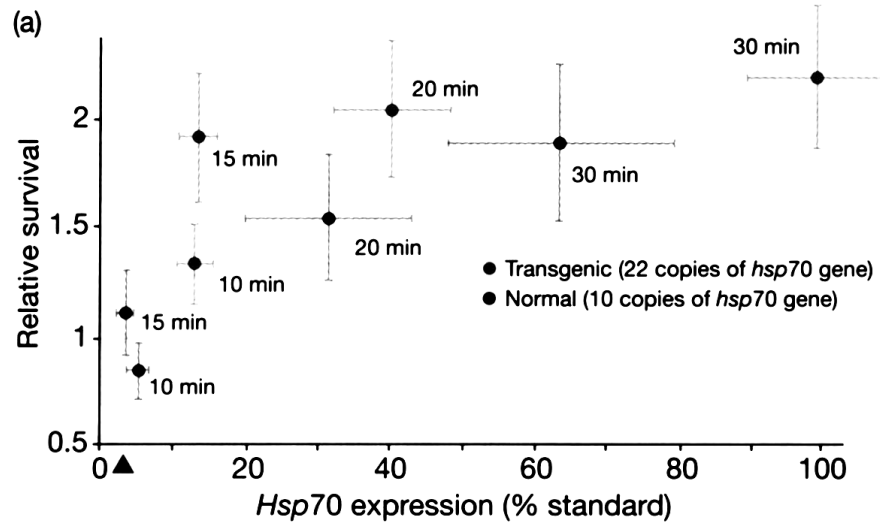 (a)
30 min
2
20 min
15 min
30 min
1.5
20 min
10 min
Transgenic (22 copies of hsp70 gene)
Normal (10 copies of hsp70 gene)
15 min
1
10 min
0.5
0 20 40 60 80 100
Hsp70 expression (% standard)
Relative survival